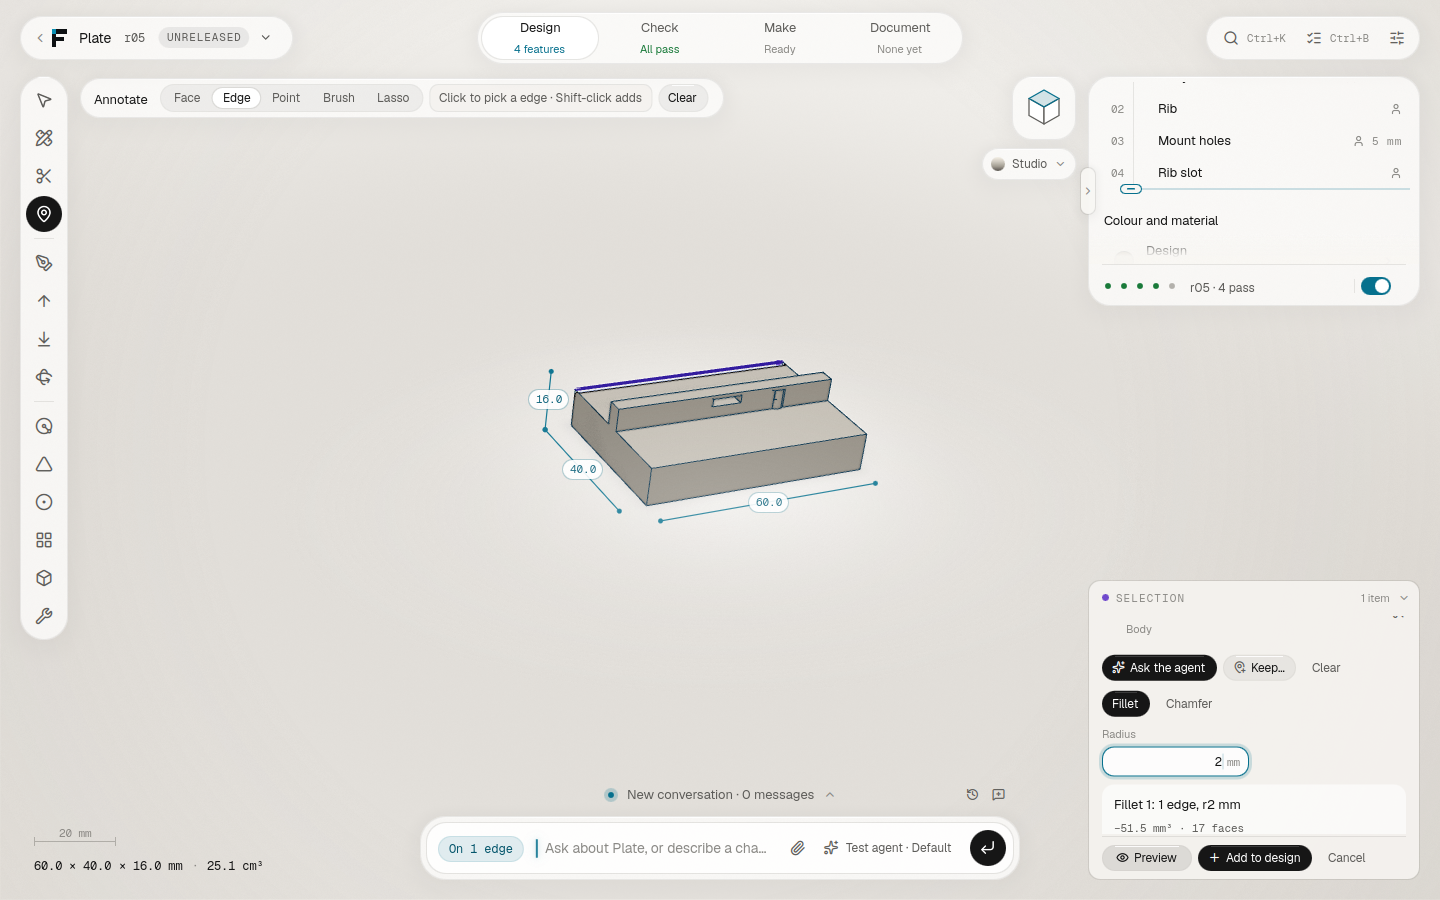 Plate r05 UNRELEASED
Design
4 features
Check
All pass
Make
Ready
Document
None yet
Ctrl+K Ctrl+B
Annotate Face Edge Point Brush Lasso Click to pick a edge · Shift-click adds Clear
Studio
02 Rib
03 Mount holes 5 mm
04 Rib slot
Colour and material
Design
r05 · 4 pass
16.0
40.0
60.0
SELECTION 1 item
Body
Ask the agent Keep... Clear
Fillet Chamfer
Radius
2 mm
Fillet 1: 1 edge, r2 mm
−51.5 mm³ · 17 faces
Preview Add to design Cancel
New conversation · 0 messages
On 1 edge Ask about Plate, or describe a cha... Test agent · Default
20 mm
60.0 × 40.0 × 16.0 mm · 25.1 cm³